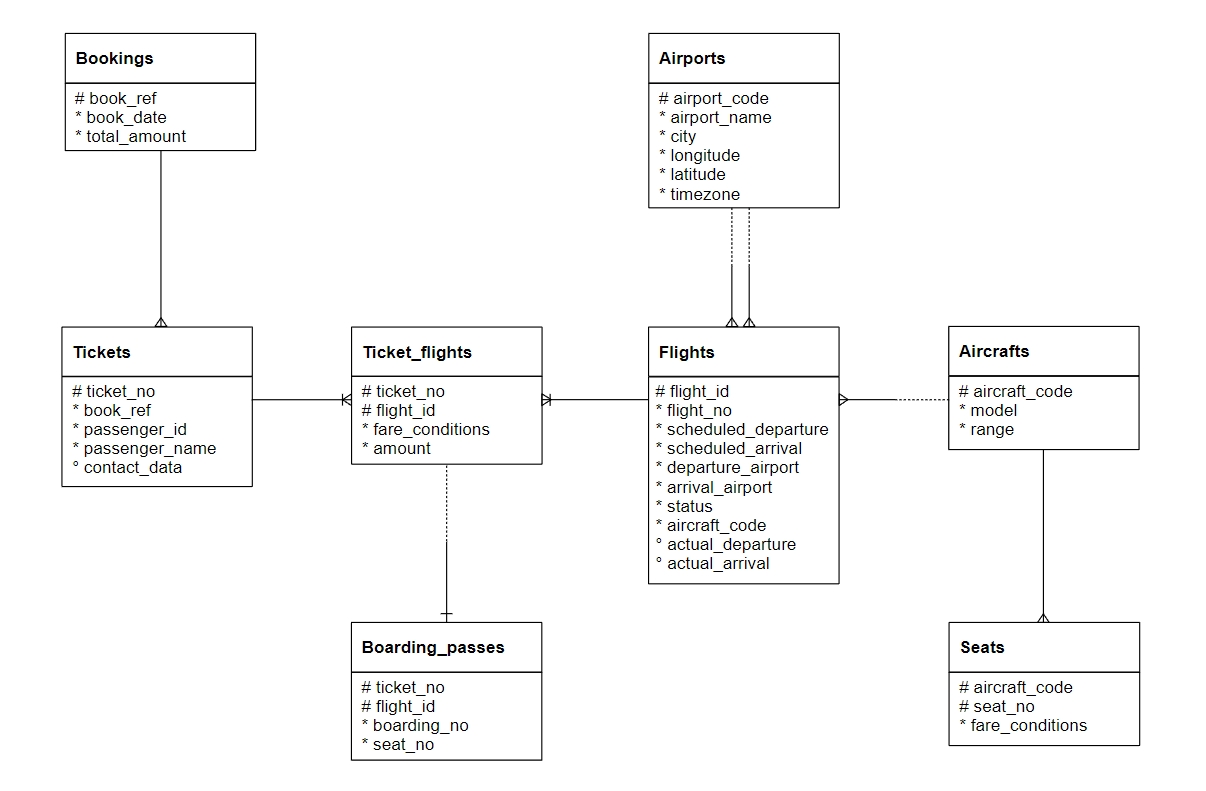 Bookings
# book_ref
* book_date
* total_amount
Airports
# airport_code
* airport_name
* city
* longitude
* latitude
* timezone
Tickets
# ticket_no
* book_ref
* passenger_id
* passenger_name
° contact_data
Ticket_flights
# ticket_no
# flight_id
* fare_conditions
* amount
Flights
# flight_id
* flight_no
* scheduled_departure
* scheduled_arrival
* departure_airport
* arrival_airport
* status
* aircraft_code
° actual_departure
° actual_arrival
Aircrafts
# aircraft_code
* model
* range
Boarding_passes
# ticket_no
# flight_id
* boarding_no
* seat_no
Seats
# aircraft_code
# seat_no
* fare_conditions